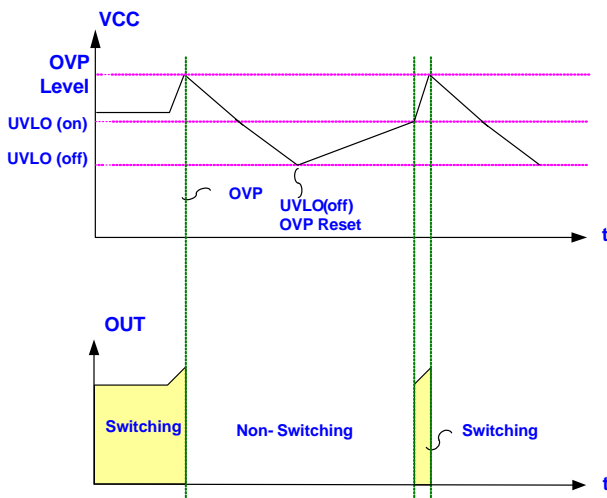 VCC
OVP
Level
UVLO (on)
UVLO (off)
OVP
UVLO(off)
OVP Reset
t
OUT
Switching
Non- Switching
Switching
t